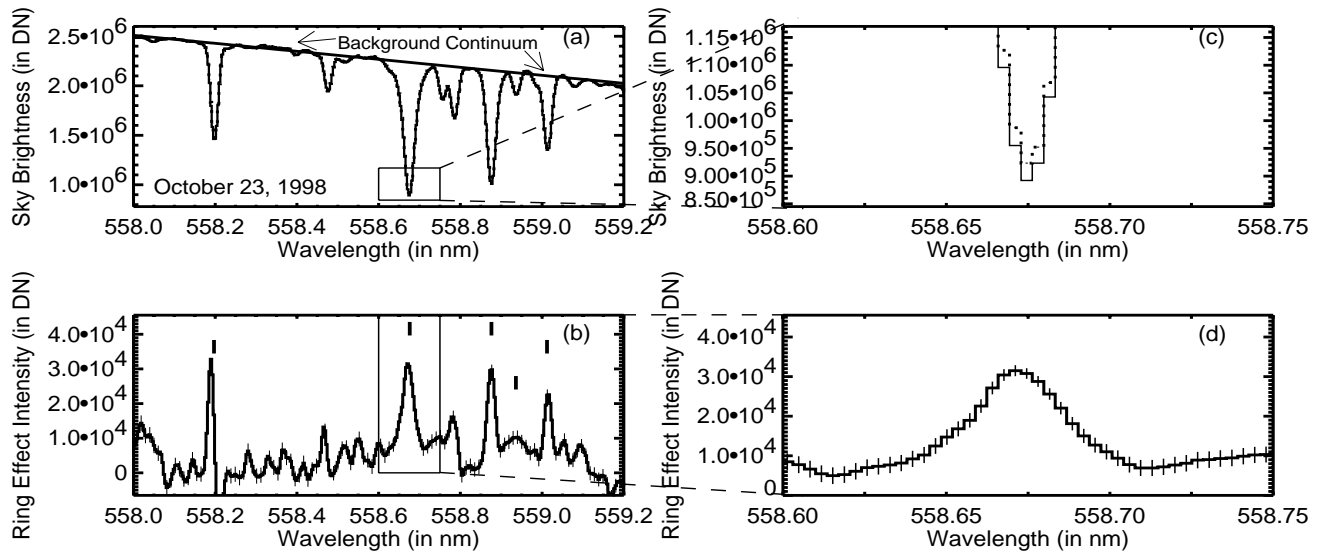 Sky Brightness (in DN)
2.5•10⁶
2.0•10⁶
1.5•10⁶
1.0•10⁶
Background Continuum
(a)
October 23, 1998
558.0 558.2 558.4 558.6 558.8 559.0 559.2
Wavelength (in nm)
Sky Brightness (in DN)
1.15•10⁶
1.10•10⁶
1.05•10⁶
1.00•10⁶
9.50•10⁵
9.00•10⁵
8.50•10⁵
(c)
558.60 558.65 558.70 558.75
Wavelength (in nm)
Ring Effect Intensity (in DN)
4.0•10⁴
3.0•10⁴
2.0•10⁴
1.0•10⁴
0
(b)
558.0 558.2 558.4 558.6 558.8 559.0 559.2
Wavelength (in nm)
Ring Effect Intensity (in DN)
4.0•10⁴
3.0•10⁴
2.0•10⁴
1.0•10⁴
0
(d)
558.60 558.65 558.70 558.75
Wavelength (in nm)